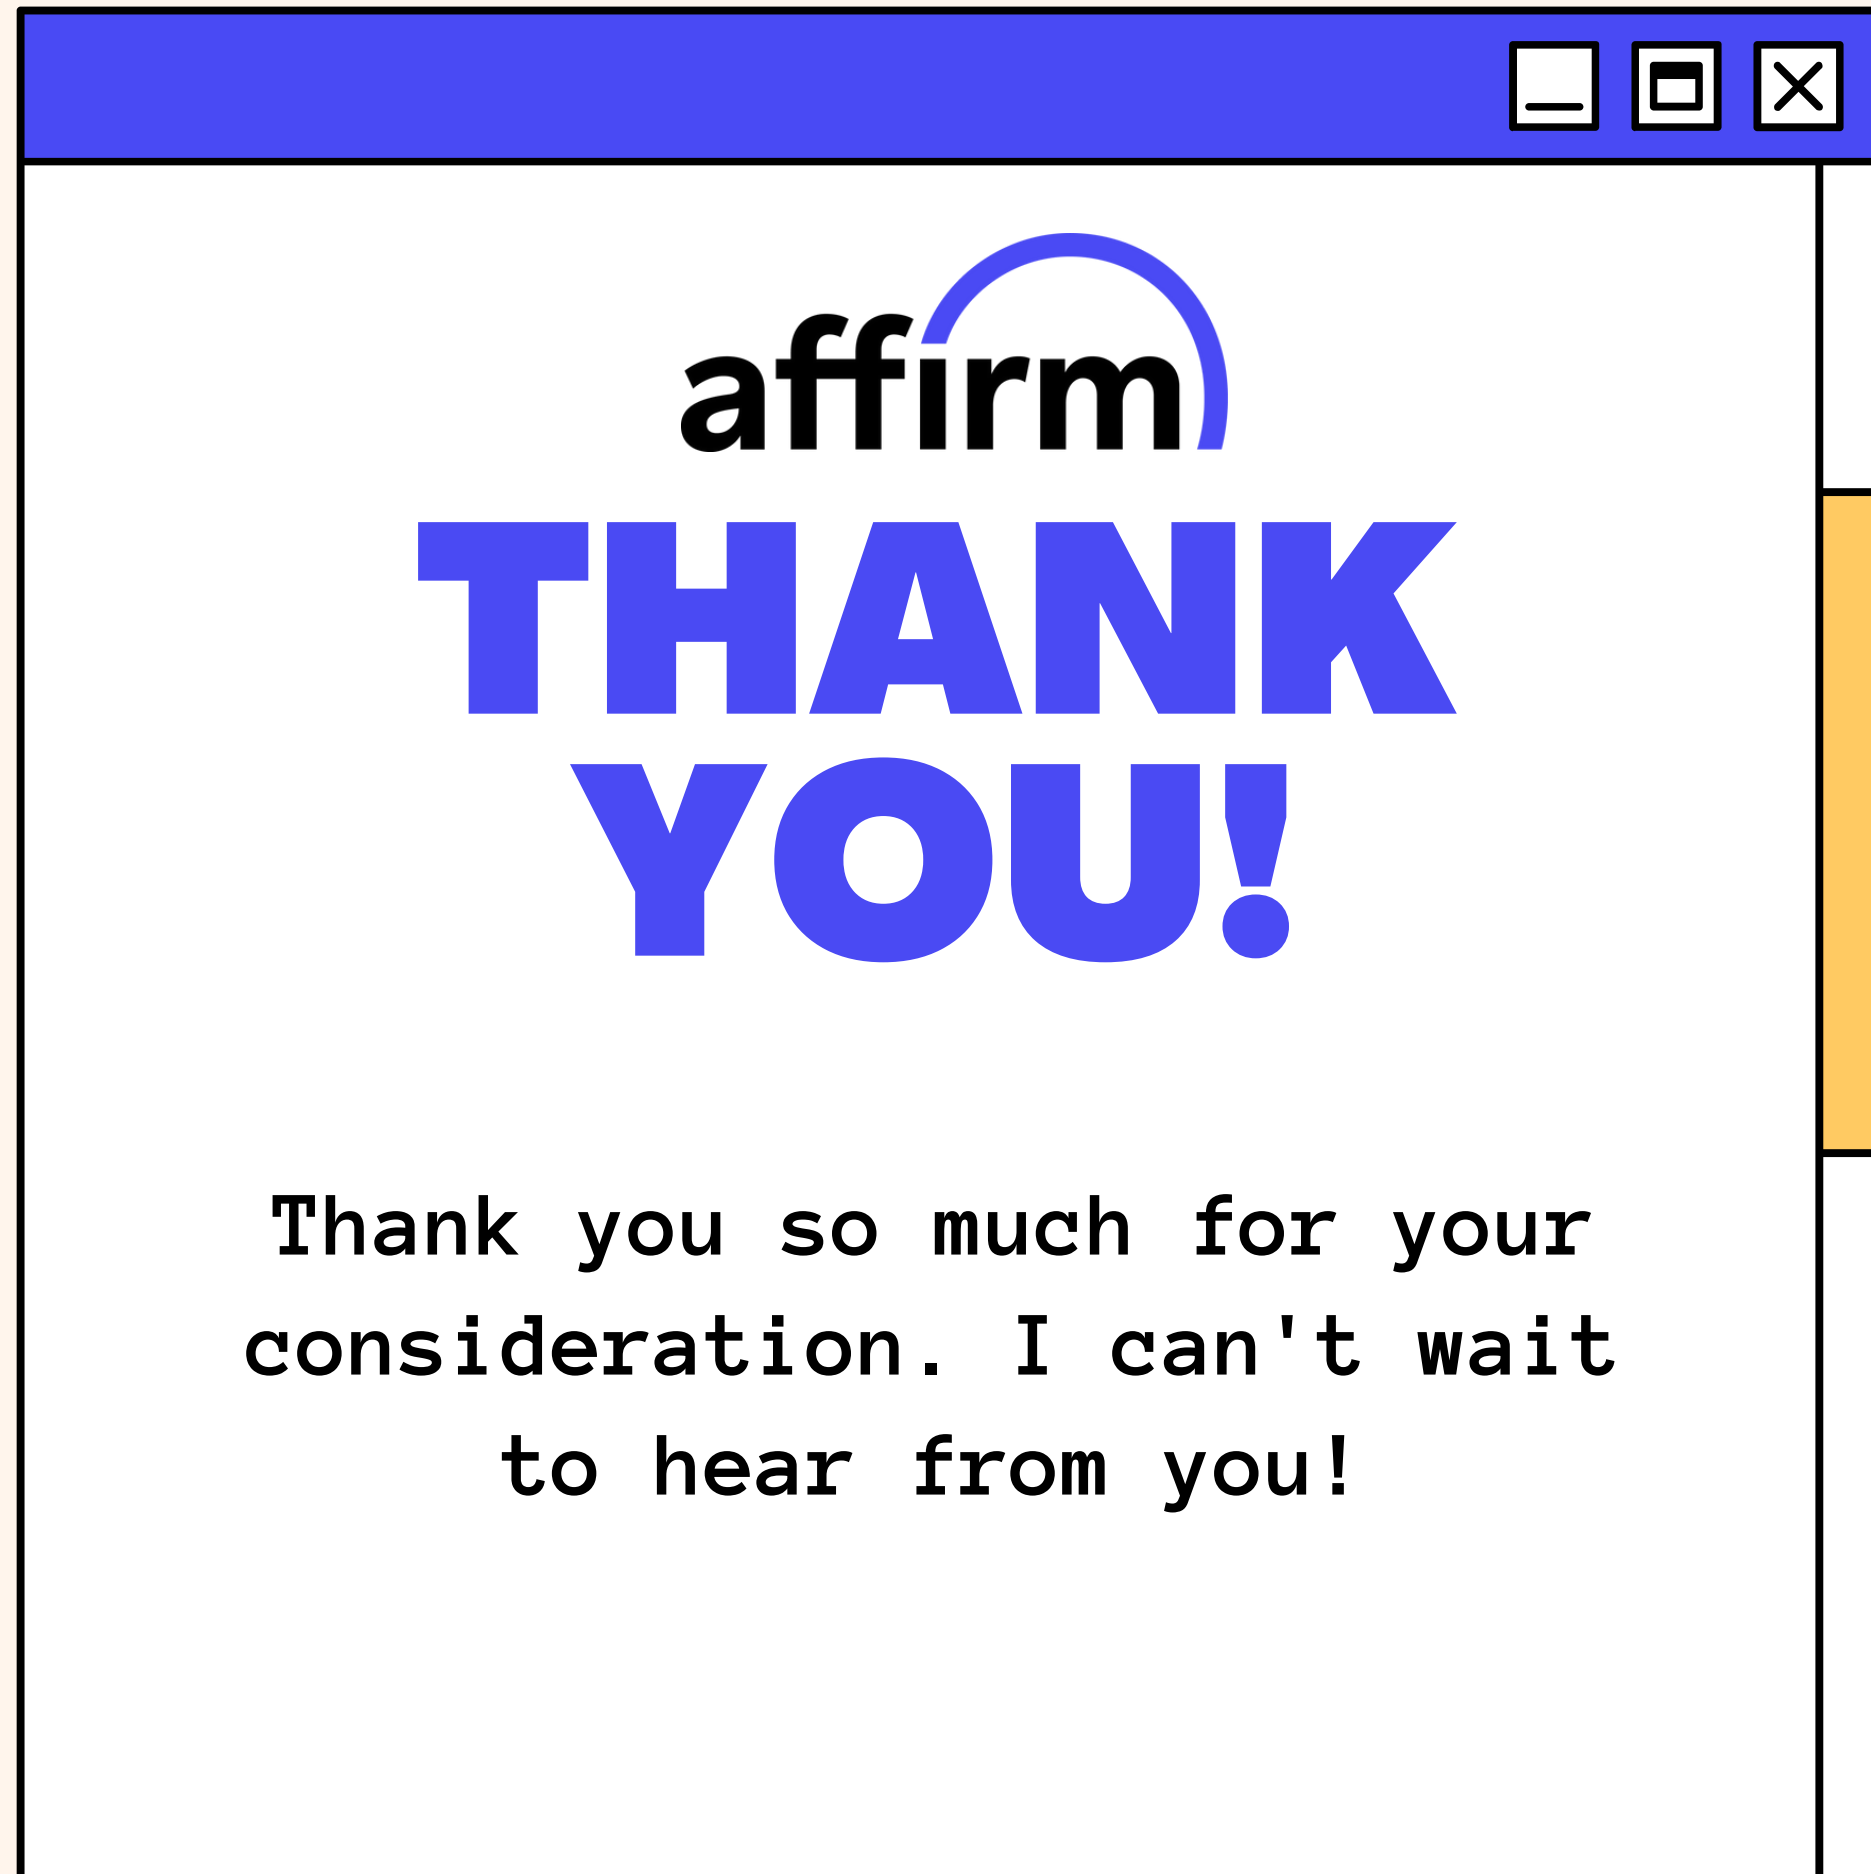 affirm
THANK
YOU!
Thank you so much for your
consideration. I can't wait
to hear from you!